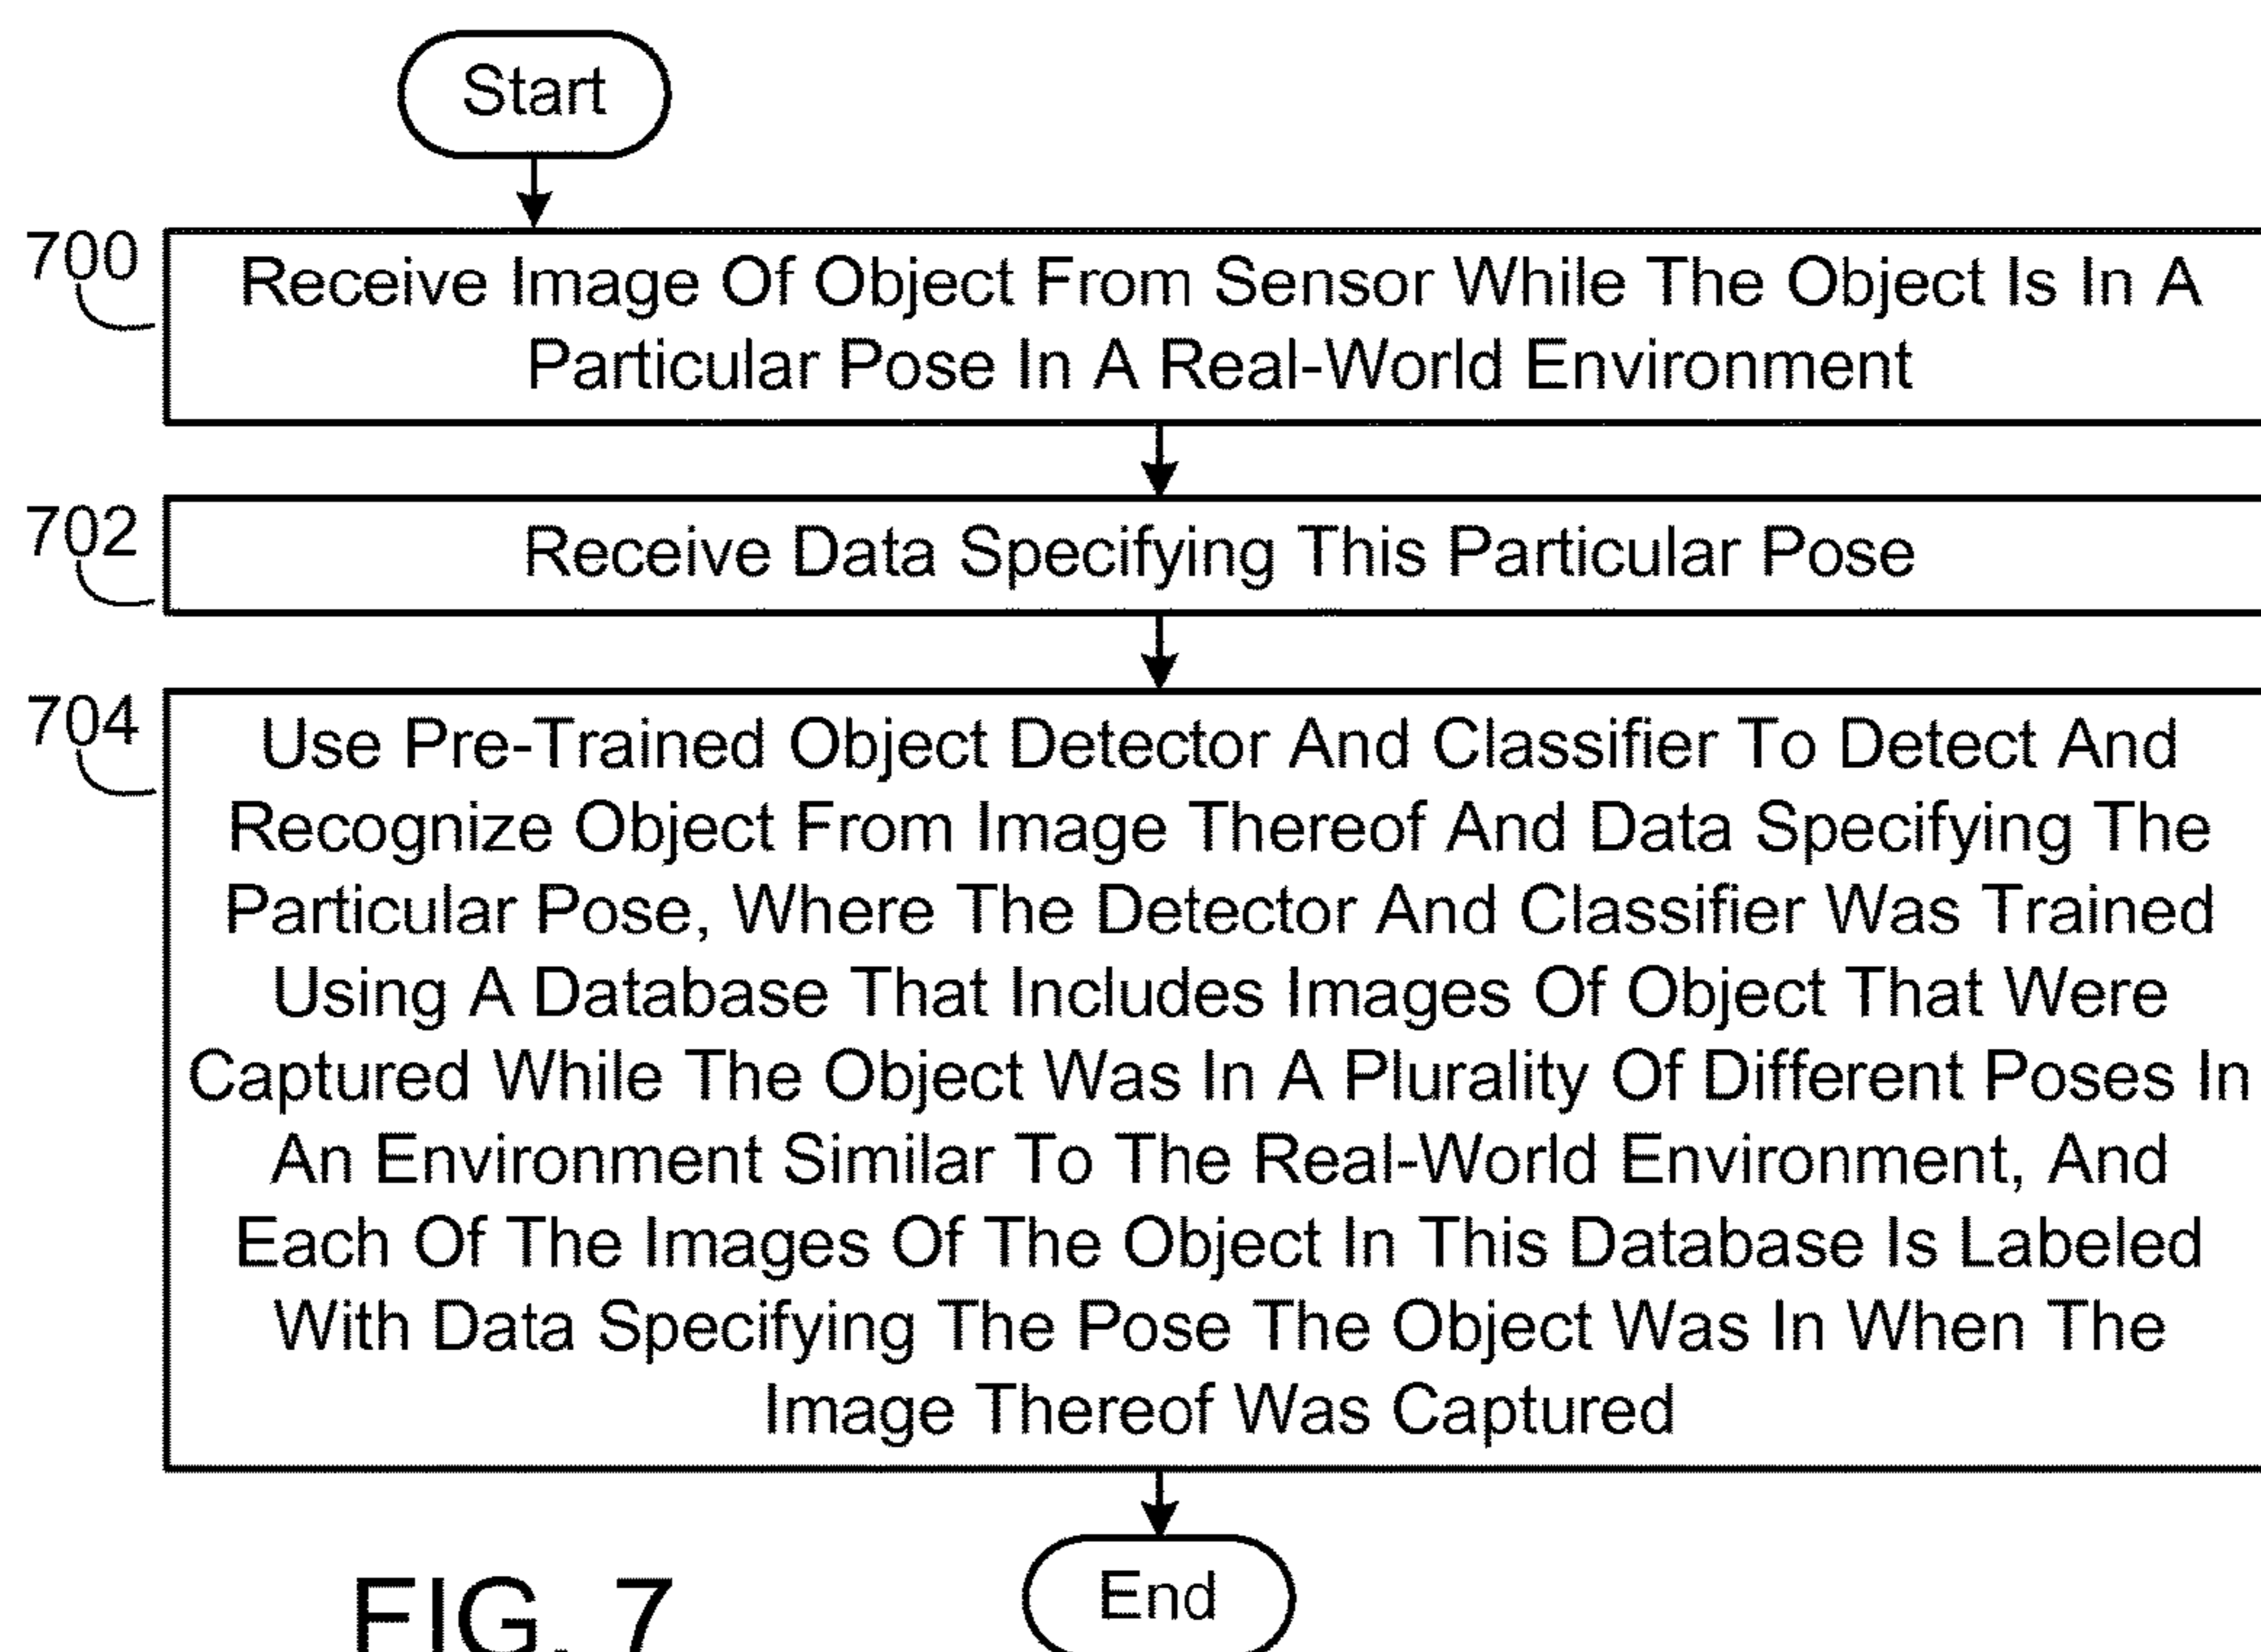 Start
700
Receive Image Of Object From Sensor While The Object Is In A
Particular Pose In A Real-World Environment
702
Receive Data Specifying This Particular Pose
704
Use Pre-Trained Object Detector And Classifier To Detect And
Recognize Object From Image Thereof And Data Specifying The
Particular Pose, Where The Detector And Classifier Was Trained
Using A Database That Includes Images Of Object That Were
Captured While The Object Was In A Plurality Of Different Poses In
An Environment Similar To The Real-World Environment, And
Each Of The Images Of The Object In This Database Is Labeled
With Data Specifying The Pose The Object Was In When The
Image Thereof Was Captured
End
FIG. 7